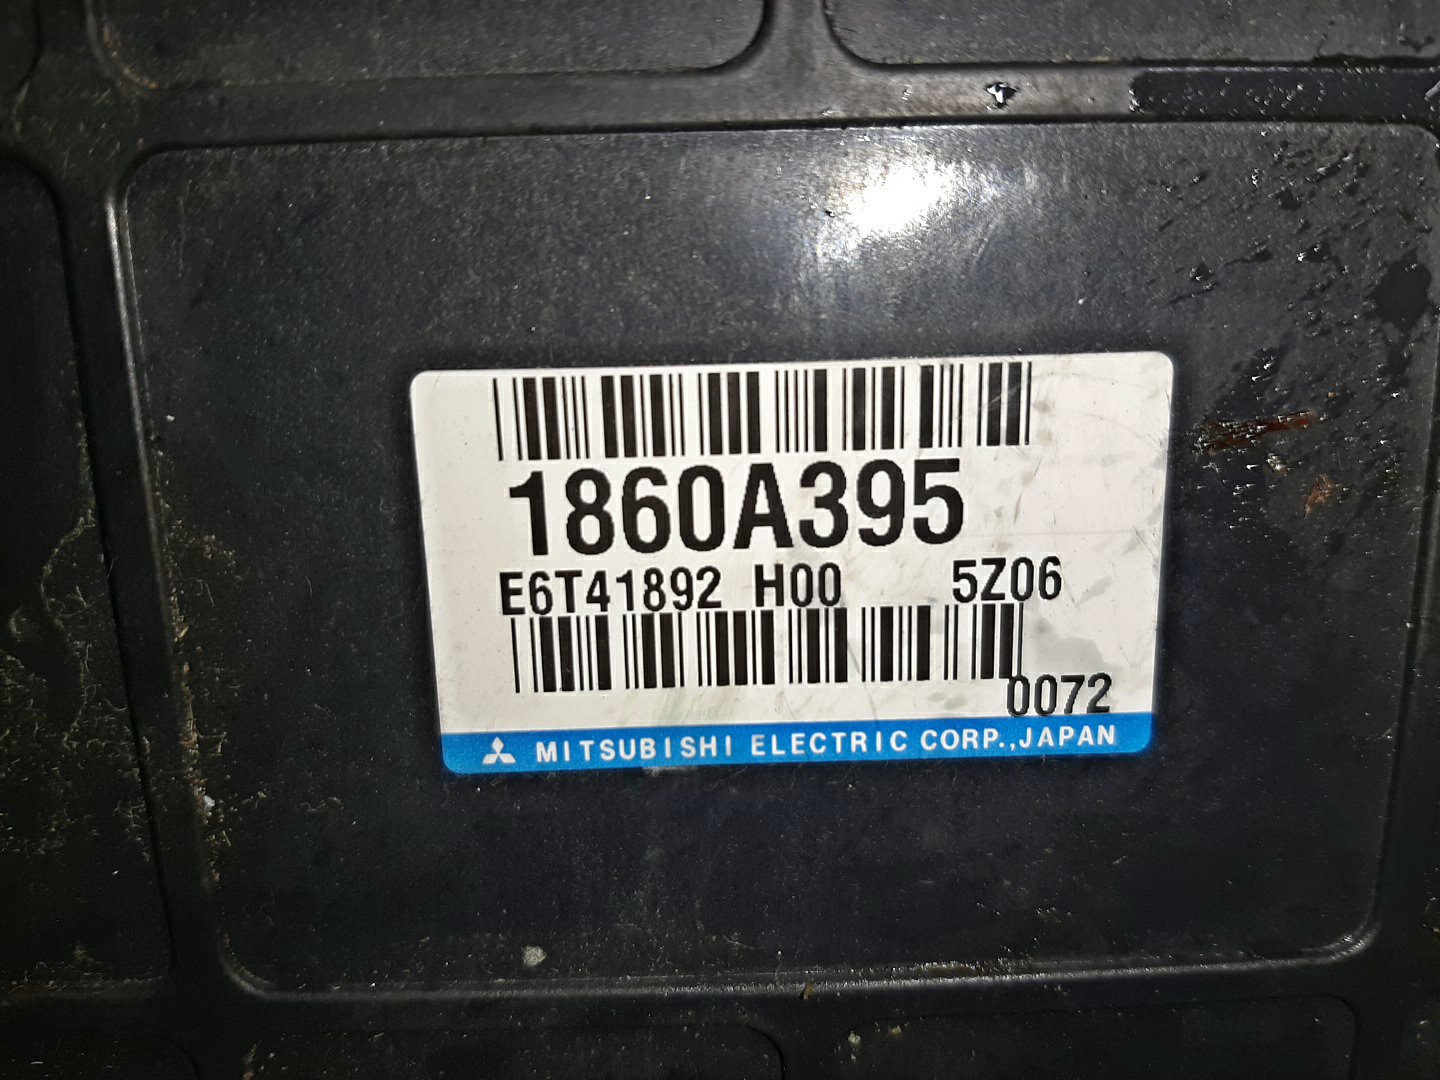 1860A395
E6T41892 H00 5Z06
0072
MITSUBISHI ELECTRIC CORP.,JAPAN